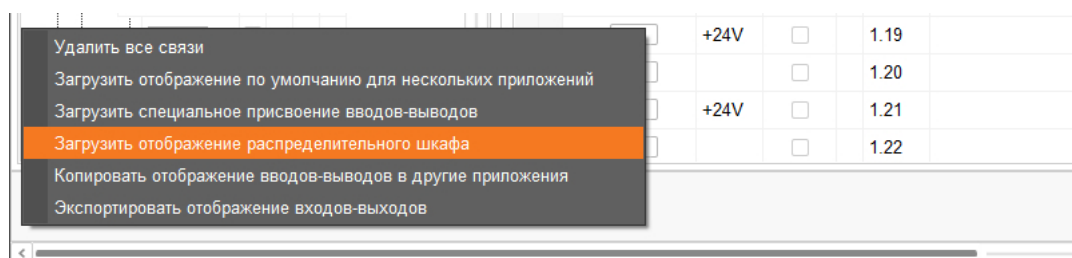 +24V 1.19
Удалить все связи
Загрузить отображение по умолчанию для нескольких приложений 1.20
Загрузить специальное присвоение вводов-выводов +24V 1.21
Загрузить отображение распределительного шкафа 1.22
Копировать отображение вводов-выводов в другие приложения
Экспортировать отображение входов-выходов